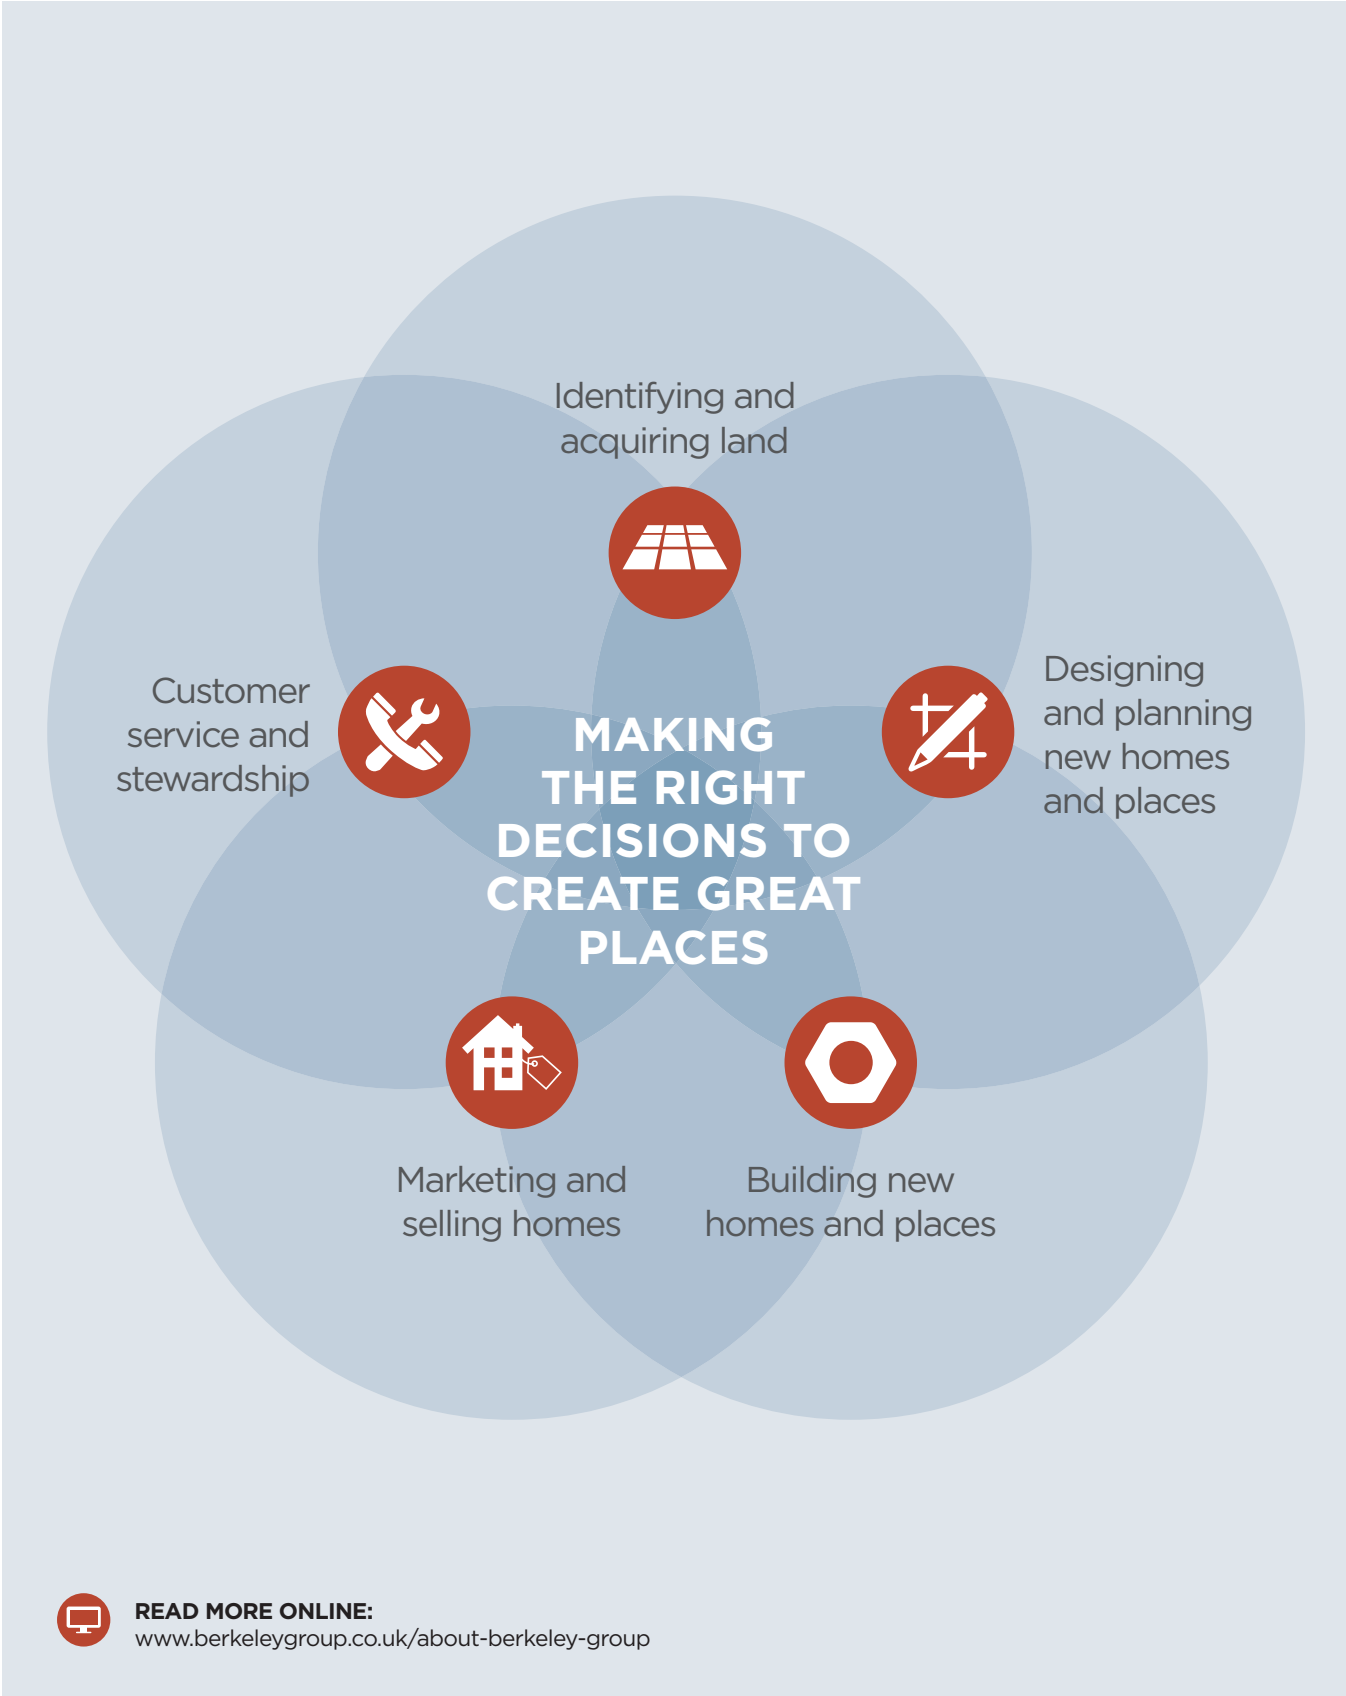 Identifying and
acquiring land
Customer
service and
stewardship
Designing
and planning
new homes
and places
MAKING
THE RIGHT
DECISIONS TO
CREATE GREAT
PLACES
Marketing and
selling homes
Building new
homes and places
READ MORE ONLINE:
www.berkeleygroup.co.uk/about-berkeley-group